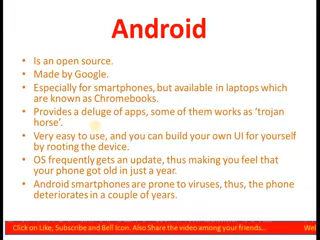 Android
• Is an open source.
• Made by Google.
• Especially for smartphones, but available in laptops which
are known as Chromebooks.
• Provides a deluge of apps, some of them works as ‘trojan
horse’.
• Very easy to use, and you can build your own UI for yourself
by rooting the device.
• OS frequently gets an update, thus making you feel that
your phone got old in just a year.
• Android smartphones are prone to viruses, thus, the phone
deteriorates in a couple of years.
Click on Like, Subscribe and Bell Icon. Also Share the video among your friends...